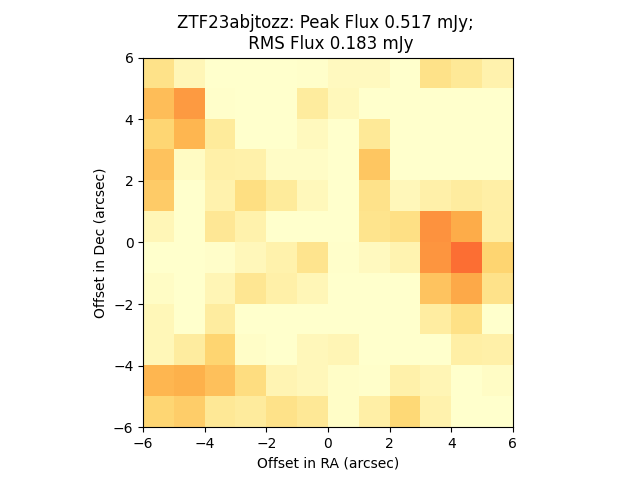 ZTF23abjtozz: Peak Flux 0.517 mJy;
RMS Flux 0.183 mJy
6
4
2
0
−2
−4
−6
Offset in Dec (arcsec)
−6 −4 −2 0 2 4 6
Offset in RA (arcsec)